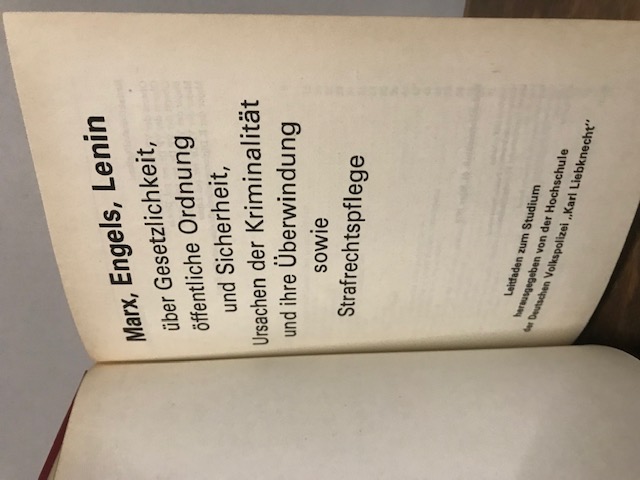 Marx, Engels, Lenin
über Gesetzlichkeit,
öffentliche Ordnung
und Sicherheit,
Ursachen der Kriminalität
und ihre Überwindung
sowie
Strafrechtspflege
Leitfaden zum Studium
herausgegeben von der Hochschule
der Deutschen Volkspolizei „Karl Liebknecht“